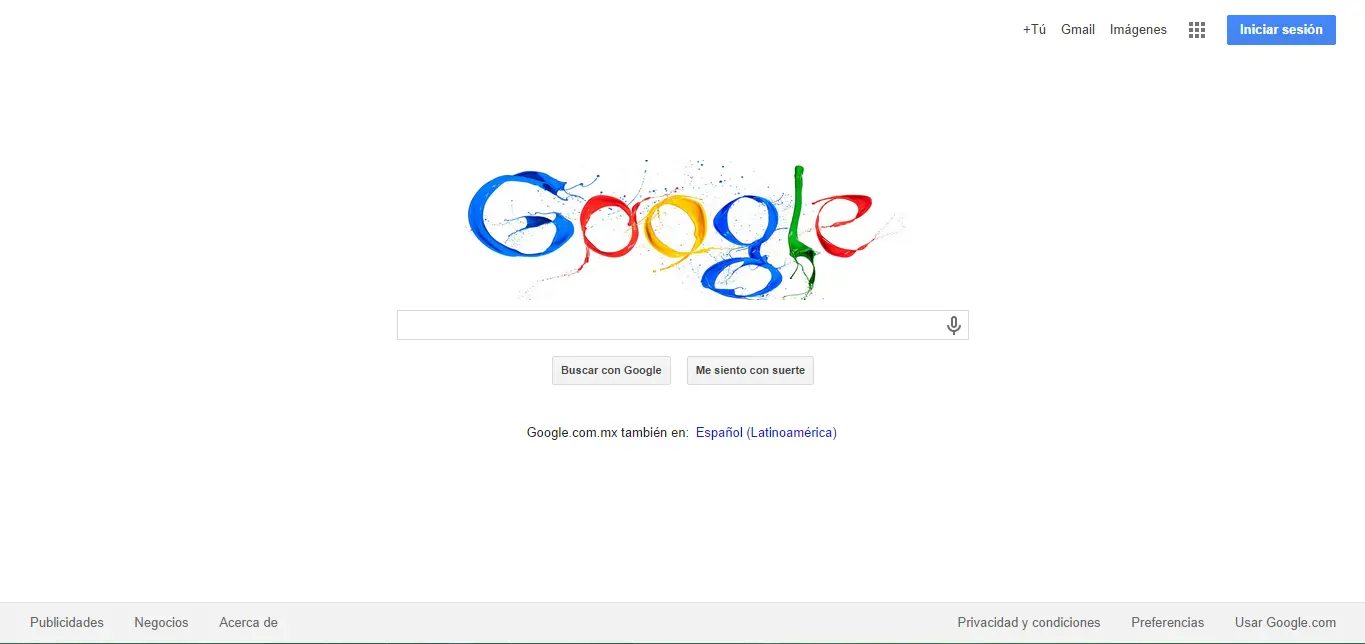 +Tú Gmail Imágenes Iniciar sesión
Google
Buscar con Google Me siento con suerte
Google.com.mx también en: Español (Latinoamérica)
Publicidades Negocios Acerca de Privacidad y condiciones Preferencias Usar Google.com